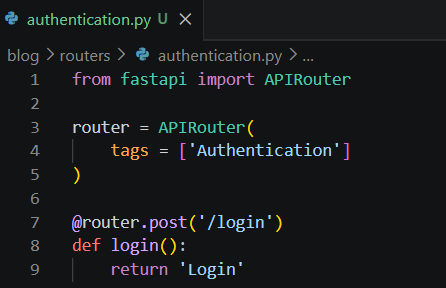 authentication.py U
blog > routers > authentication.py > ...
1 from fastapi import APIRouter
2
3 router = APIRouter(
4     tags = ['Authentication']
5 )
6
7 @router.post('/login')
8 def login():
9     return 'Login'